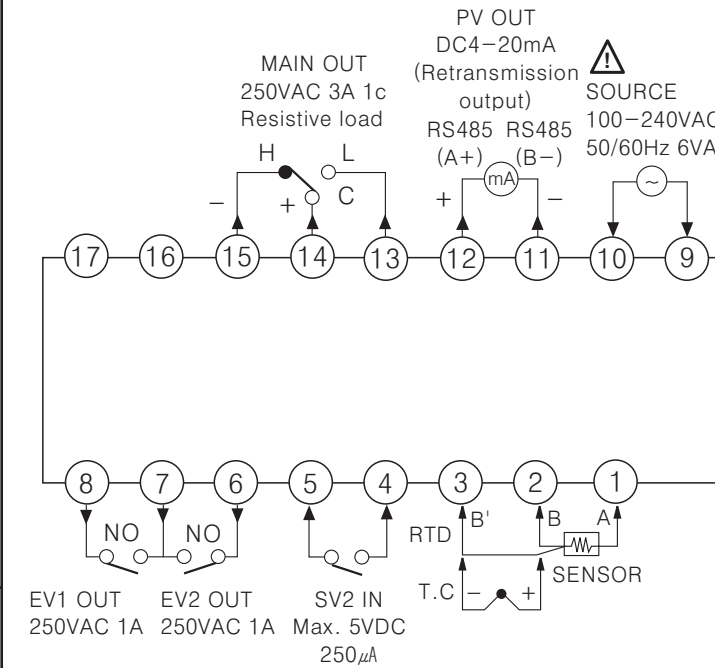 PV OUT
DC4-20mA
(Retransmission
output)
RS485 RS485
(A+) (B-)
mA
+ -
MAIN OUT
250VAC 3A 1c
Resistive load
H L
C
- +
SOURCE
100-240VAC
50/60Hz 6VA
~
17 16 15 14 13 12 11 10 9
8 7 6 5 4 3 2 1
NO NO
EV1 OUT
250VAC 1A
EV2 OUT
250VAC 1A
SV2 IN
Max. 5VDC
250㎂
RTD B' B A
T.C - +
SENSOR